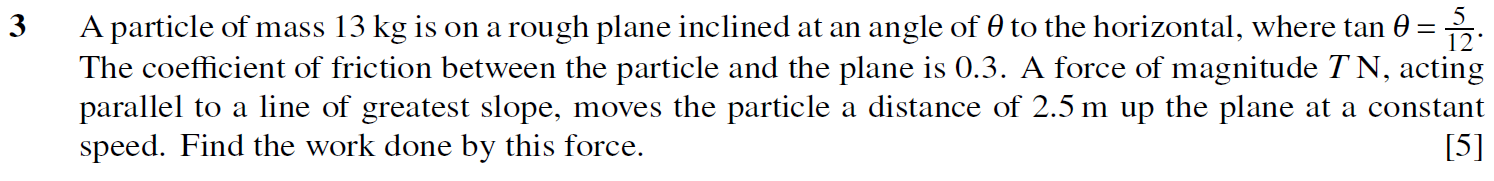 3 A particle of mass 13 kg is on a rough plane inclined at an angle of θ to the horizontal, where tan θ = 5/12.
The coefficient of friction between the particle and the plane is 0.3. A force of magnitude T N, acting
parallel to a line of greatest slope, moves the particle a distance of 2.5 m up the plane at a constant
speed. Find the work done by this force. [5]